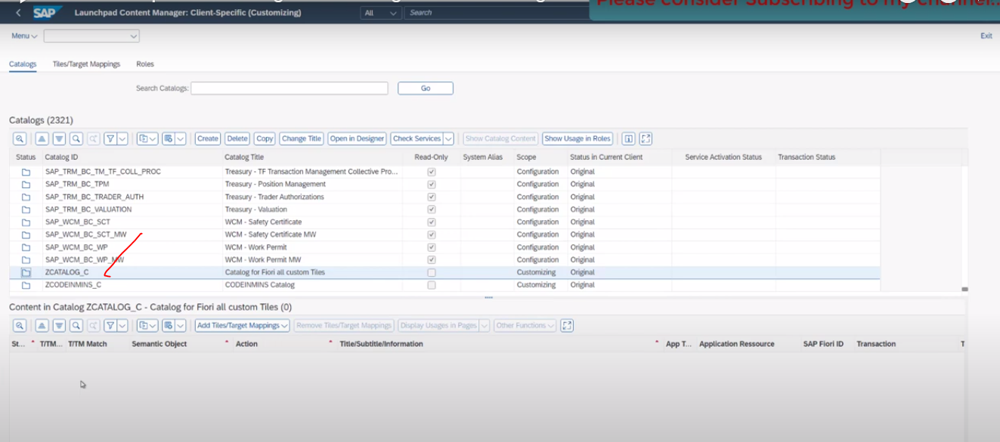 Please consider Subscribing to my channel...
SAP Launchpad Content Manager: Client-Specific (Customizing) All Search
Menu Exit
Catalogs Tiles/Target Mappings Roles
Search Catalogs: Go
Catalogs (2321)
Create Delete Copy Change Title Open in Designer Check Services Show Catalog Content Show Usage in Roles
Status Catalog ID Catalog Title Read-Only System Alias Scope Status in Current Client Service Activation Status Transaction Status
SAP_TRM_BC_TM_TF_COLL_PROC Treasury - TF Transaction Management Collective Pro... Configuration Original
SAP_TRM_BC_TPM Treasury - Position Management Configuration Original
SAP_TRM_BC_TRADER_AUTH Treasury - Trader Authorizations Configuration Original
SAP_TRM_BC_VALUATION Treasury - Valuation Configuration Original
SAP_WCM_BC_SCT WCM - Safety Certificate Configuration Original
SAP_WCM_BC_SCT_MW WCM - Safety Certificate MW Configuration Original
SAP_WCM_BC_WP WCM - Work Permit Configuration Original
SAP_WCM_BC_WP_MW WCM - Work Permit MW Configuration Original
ZCATALOG_C Catalog for Fiori all custom Tiles Customizing Original
ZCODEINMINS_C CODEINMINS Catalog Customizing Original
Content in Catalog ZCATALOG_C - Catalog for Fiori all custom Tiles (0)
Add Tiles/Target Mappings Remove Tiles/Target Mappings Display Usages in Pages Other Functions
St... * T/TM... T/TM Match Semantic Object * Action * Title/Subtitle/Information * App T... Application Ressource SAP Fiori ID Transaction T